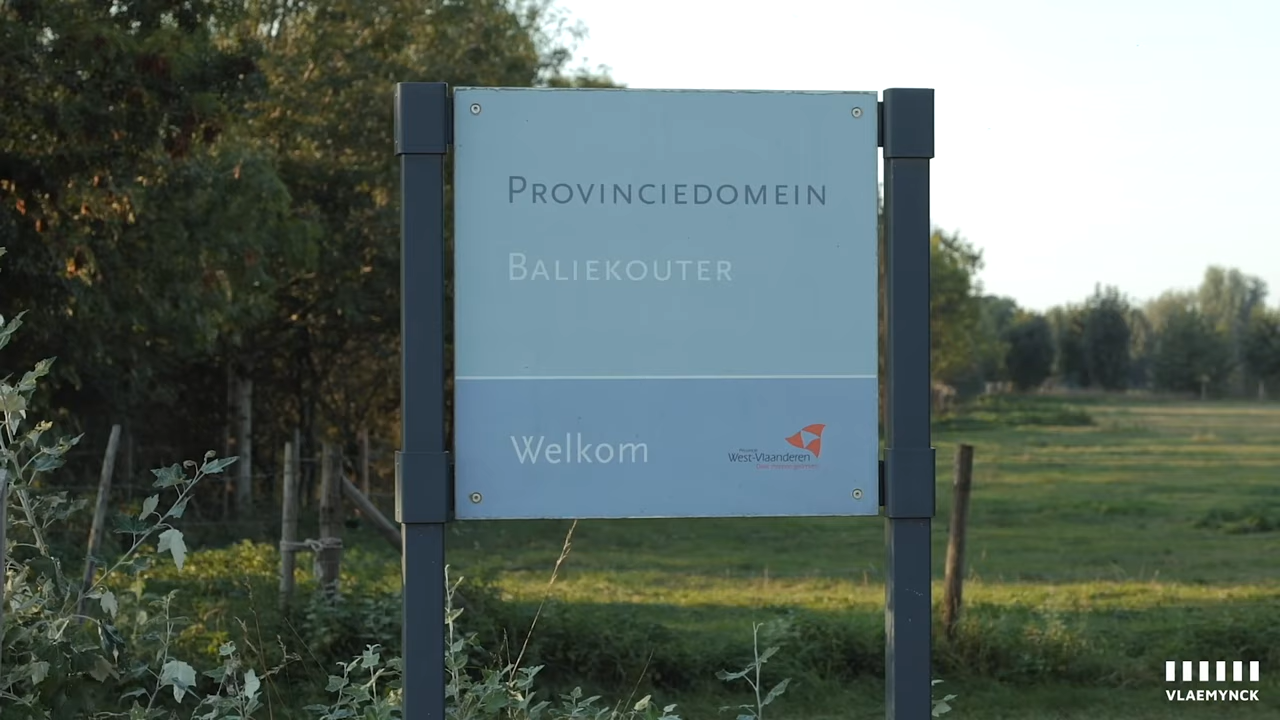 Provinciedomein
Baliekouter
Welkom
West-Vlaanderen
VLAEMYNCK